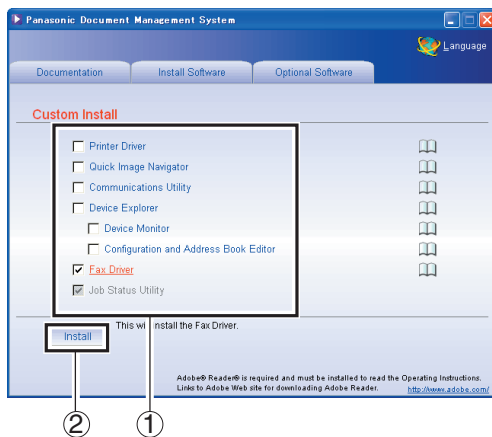 Panasonic Document Management System
Language
Documentation Install Software Optional Software
Custom Install
Printer Driver
Quick Image Navigator
Communications Utility
Device Explorer
Device Monitor
Configuration and Address Book Editor
Fax Driver
Job Status Utility
This will install the Fax Driver.
Install
Adobe® Reader® is required and must be installed to read the Operating Instructions.
Links to Adobe Web site for downloading Adobe Reader. http://www.adobe.com/
② ①